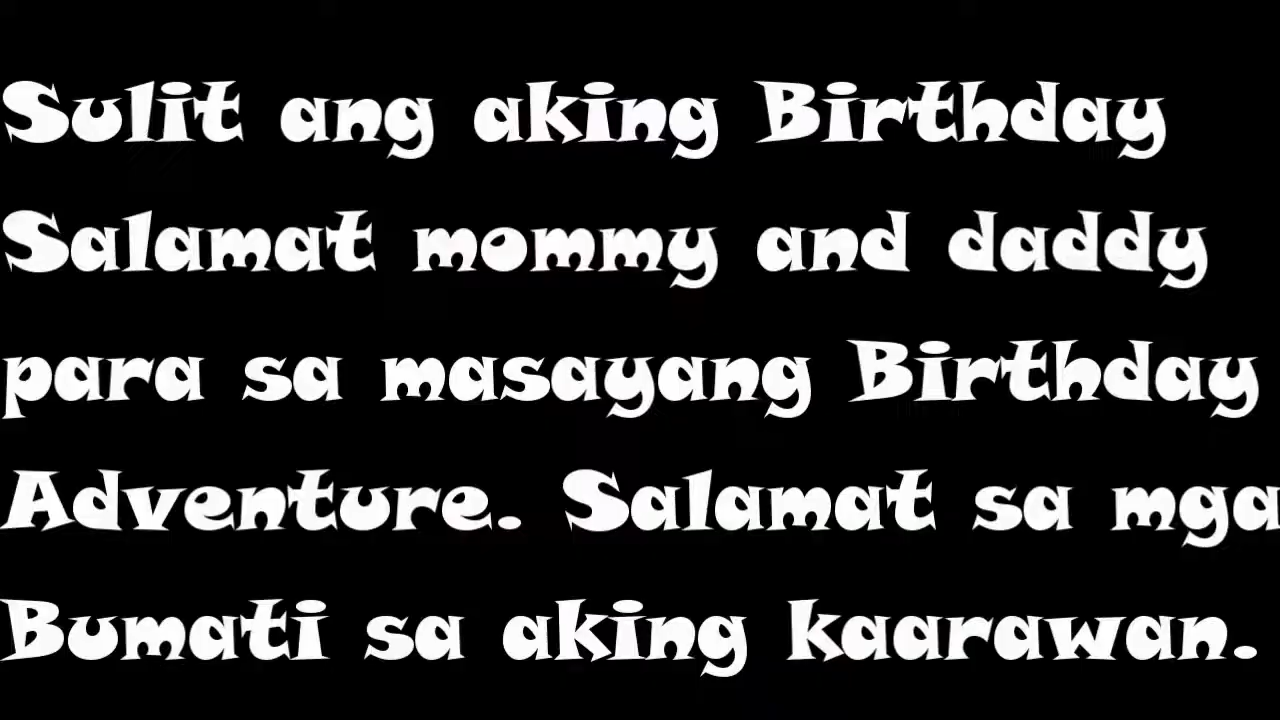 Sulit ang aking Birthday
Salamat mommy and daddy
para sa masayang Birthday
Adventure. Salamat sa mga
Bumati sa aking kaarawan.